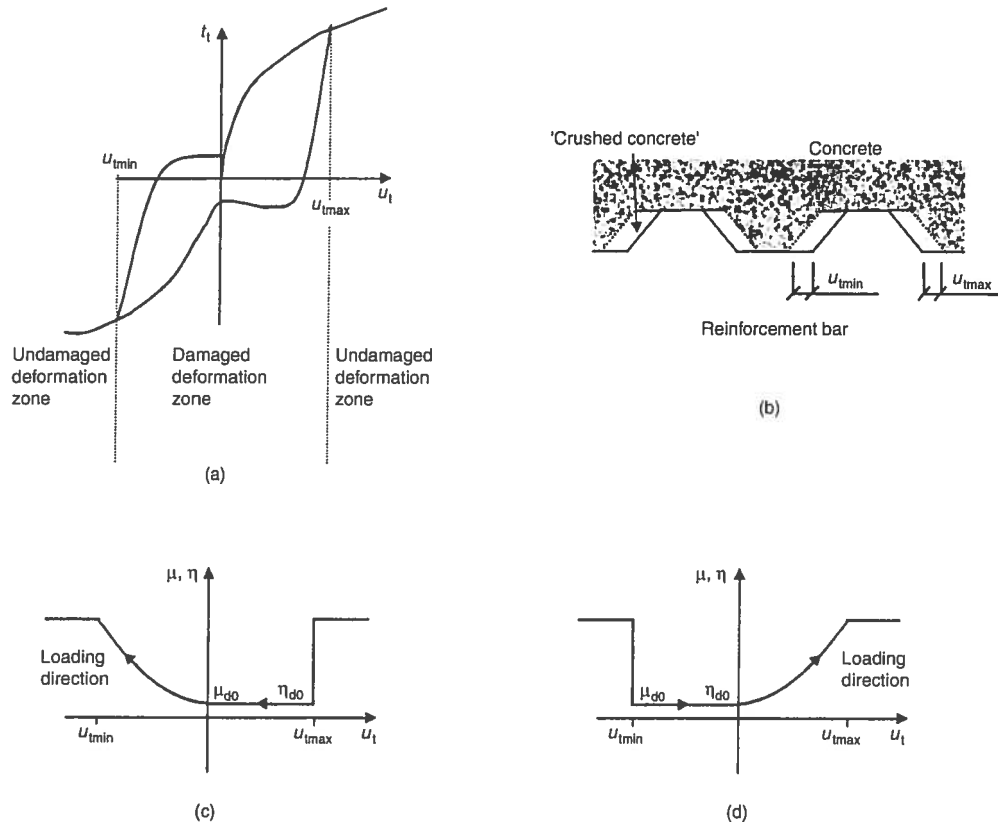 t_t
u_tmin
u_t
u_tmax
Undamaged
deformation
zone
Damaged
deformation
zone
Undamaged
deformation
zone
(a)
'Crushed concrete'
Concrete
u_tmin
u_tmax
Reinforcement bar
(b)
μ, η
Loading
direction
μ_d0
η_d0
u_tmin
u_tmax
u_t
(c)
μ, η
Loading
direction
μ_d0
η_d0
u_tmin
u_tmax
u_t
(d)